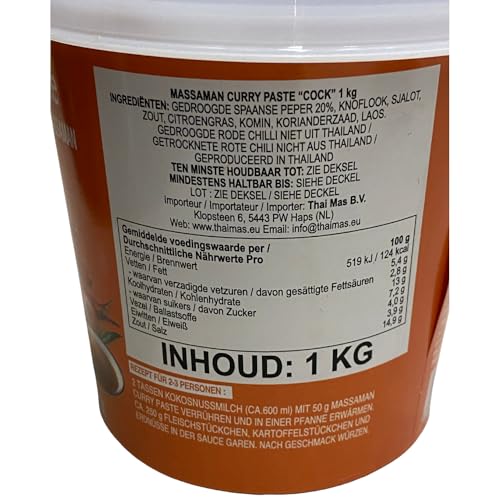 MASSAMAN CURRY PASTE "COCK" 1 kg
INGREDIËNTEN: GEDROOGDE SPAANSE PEPER 20%, KNOFLOOK, SJALOT,
ZOUT, CITROENGRAS, KOMIN, KORIANDERZAAD, LAOS.
GEDROOGDE RODE CHILLI NIET UIT THAILAND /
GETROCKNETE ROTE CHILLI NICHT AUS THAILAND /
GEPRODUCEERD IN THAILAND
TEN MINSTE HOUDBAAR TOT: ZIE DEKSEL
MINDESTENS HALTBAR BIS: SIEHE DECKEL
LOT : ZIE DEKSEL / SIEHE DECKEL
importeur / Importateur / Importer: Thai Mas B.V.
Klopsteen 6, 5443 PW Haps (NL)
Web: www.thaimas.eu Email: info@thaimas.eu
Gemiddelde voedingswaarde per /
Durchschnittliche Nährwerte Pro 100 g
Energie / Brennwert 519 kJ / 124 kcal
Vetten / Fett 5,4 g
- waarvan verzadigde vetzuren / davon gesättigte Fettsäuren 2,8 g
Koolhydraten / Kohlenhydrate 13 g
- waarvan suikers / davon Zucker 7,2 g
Vezel / Ballastsoffe 4,0 g
Eiwitten / Eiweiß 3,9 g
Zout / Salz 14,9 g
INHOUD: 1 KG
REZEPT FÜR 2-3 PERSONEN :
2 TASSEN KOKOSNUSSMILCH (CA.600 ml) MIT 50 g MASSAMAN
CURRY PASTE VERRÜHREN UND IN EINER PFANNE ERWÄRMEN.
CA. 250 g FLEISCHSTÜCKCHEN, KARTOFFELSTÜCKCHEN UND
ERDNÜSSE IN DER SAUCE GAREN. NACH GESCHMACK WÜRZEN.